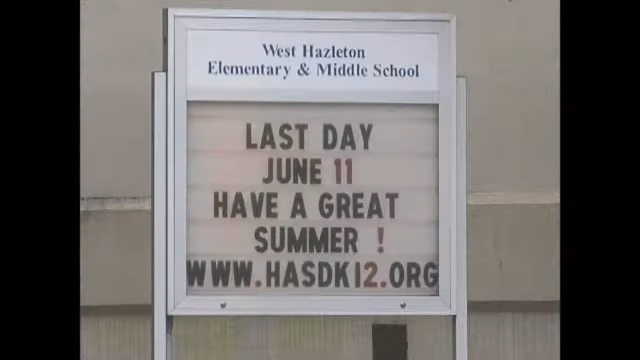 West Hazleton
Elementary & Middle School
LAST DAY
JUNE 11
HAVE A GREAT
SUMMER !
WWW.HASDK12.ORG